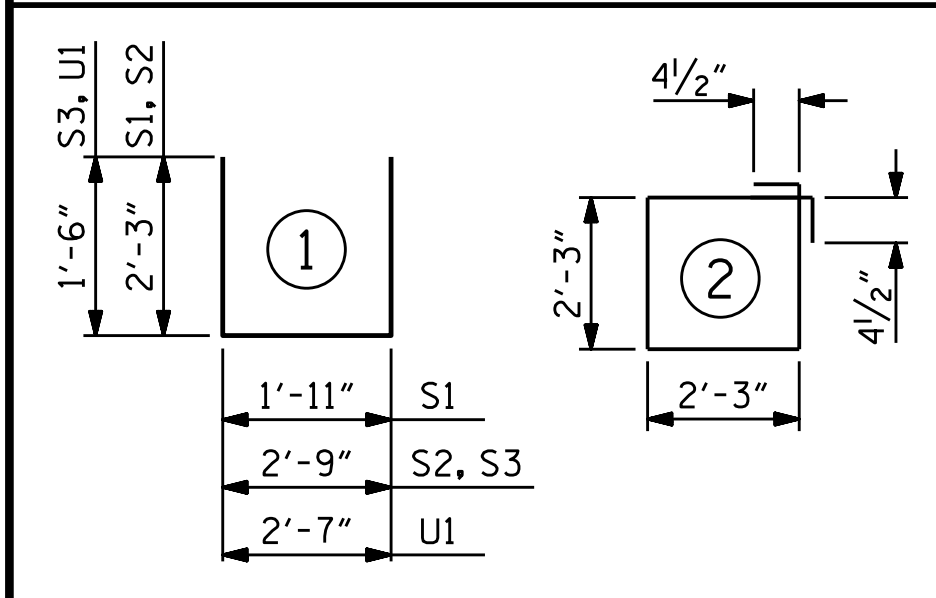 S3, U1
S1, S2
1'-6"
2'-3"
1
1'-11" S1
2'-9" S2, S3
2'-7" U1
4½"
2'-3"
2
4½"
2'-3"